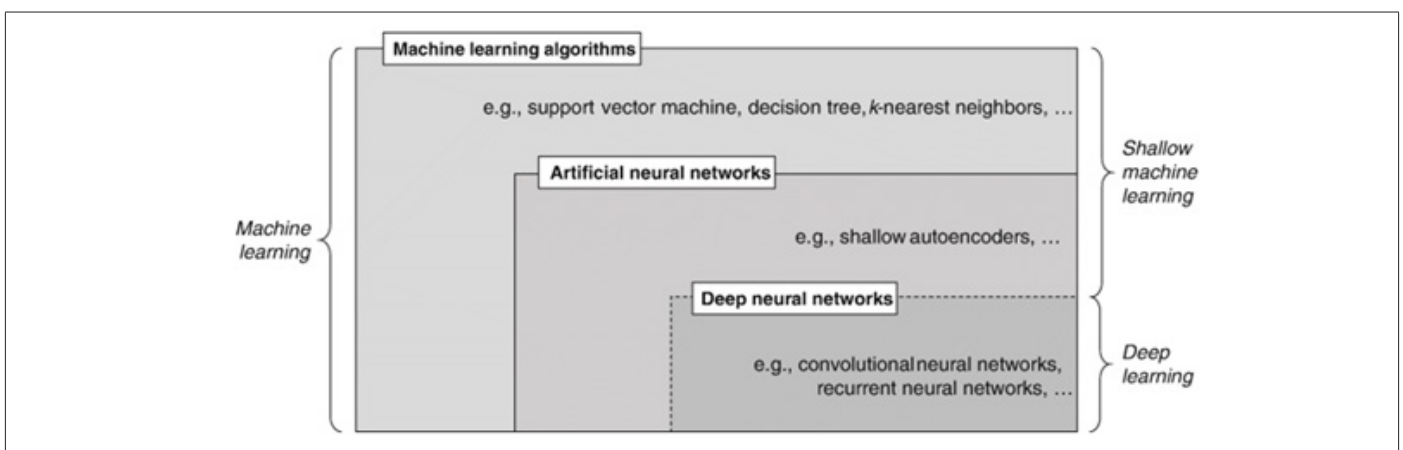 Machine learning algorithms
e.g., support vector machine, decision tree, k-nearest neighbors, …
Artificial neural networks
e.g., shallow autoencoders, …
Deep neural networks
e.g., convolutional neural networks,
recurrent neural networks, …
Machine
learning
Shallow
machine
learning
Deep
learning